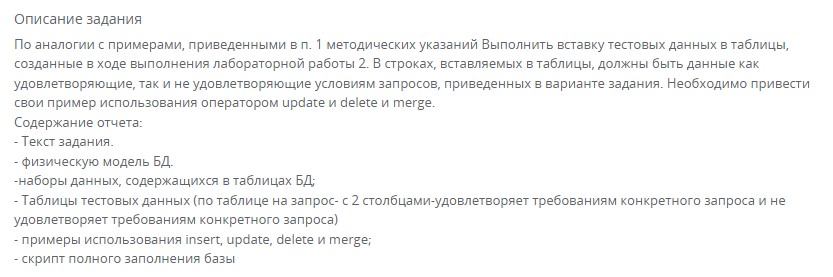 Описание задания
По аналогии с примерами, приведенными в п. 1 методических указаний Выполнить вставку тестовых данных в таблицы,
созданные в ходе выполнения лабораторной работы 2. В строках, вставляемых в таблицы, должны быть данные как
удовлетворяющие, так и не удовлетворяющие условиям запросов, приведенных в варианте задания. Необходимо привести
свои пример использования оператором update и delete и merge.
Содержание отчета:
- Текст задания.
- физическую модель БД.
-наборы данных, содержащихся в таблицах БД;
- Таблицы тестовых данных (по таблице на запрос- с 2 столбцами-удовлетворяет требованиям конкретного запроса и не
удовлетворяет требованиям конкретного запроса)
- примеры использования insert, update, delete и merge;
- скрипт полного заполнения базы